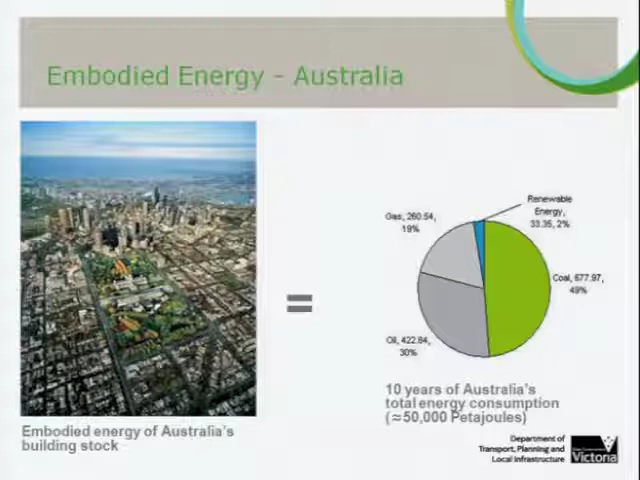 Embodied Energy - Australia
Renewable
Energy,
33.35, 2%
Gas, 260.54,
19%
Coal, 677.97,
49%
Oil, 422.84,
30%
10 years of Australia's
total energy consumption
(≈50,000 Petajoules)
Embodied energy of Australia's
building stock
Department of
Transport, Planning and
Local Infrastructure
Victoria